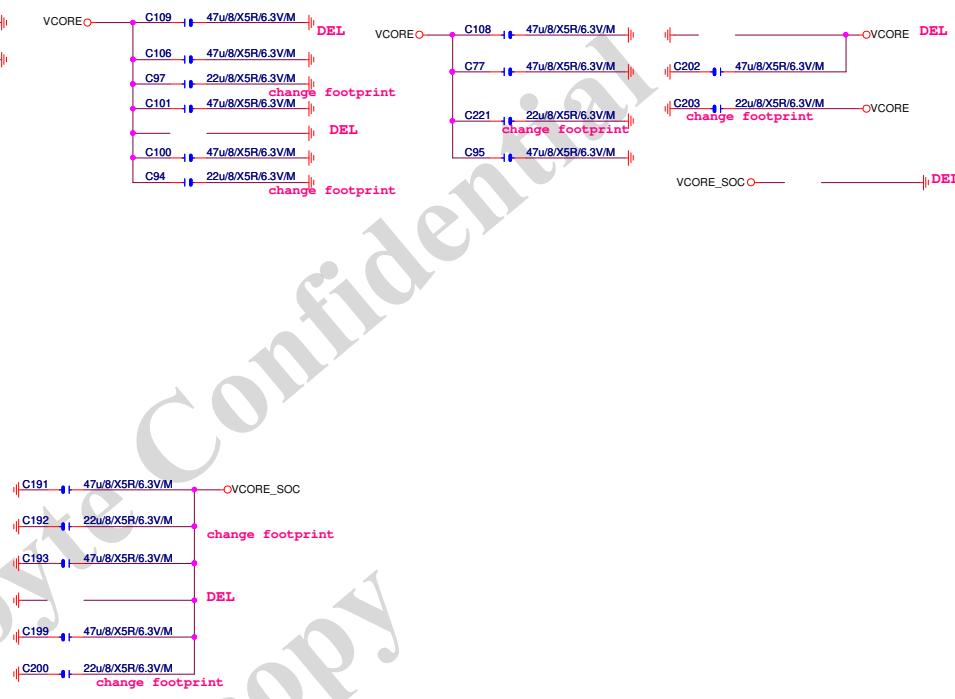 VCORE
C109 47u/8/X5R/6.3V/M
DEL
C106 47u/8/X5R/6.3V/M
C97 22u/8/X5R/6.3V/M
change footprint
C101 47u/8/X5R/6.3V/M
DEL
C100 47u/8/X5R/6.3V/M
C94 22u/8/X5R/6.3V/M
change footprint
VCORE
C108 47u/8/X5R/6.3V/M
C77 47u/8/X5R/6.3V/M
C221 22u/8/X5R/6.3V/M
change footprint
C95 47u/8/X5R/6.3V/M
VCORE DEL
C202 47u/8/X5R/6.3V/M
C203 22u/8/X5R/6.3V/M VCORE
change footprint
VCORE_SOC DEL
C191 47u/8/X5R/6.3V/M VCORE_SOC
C192 22u/8/X5R/6.3V/M
change footprint
C193 47u/8/X5R/6.3V/M
DEL
C199 47u/8/X5R/6.3V/M
C200 22u/8/X5R/6.3V/M
change footprint
Confidential